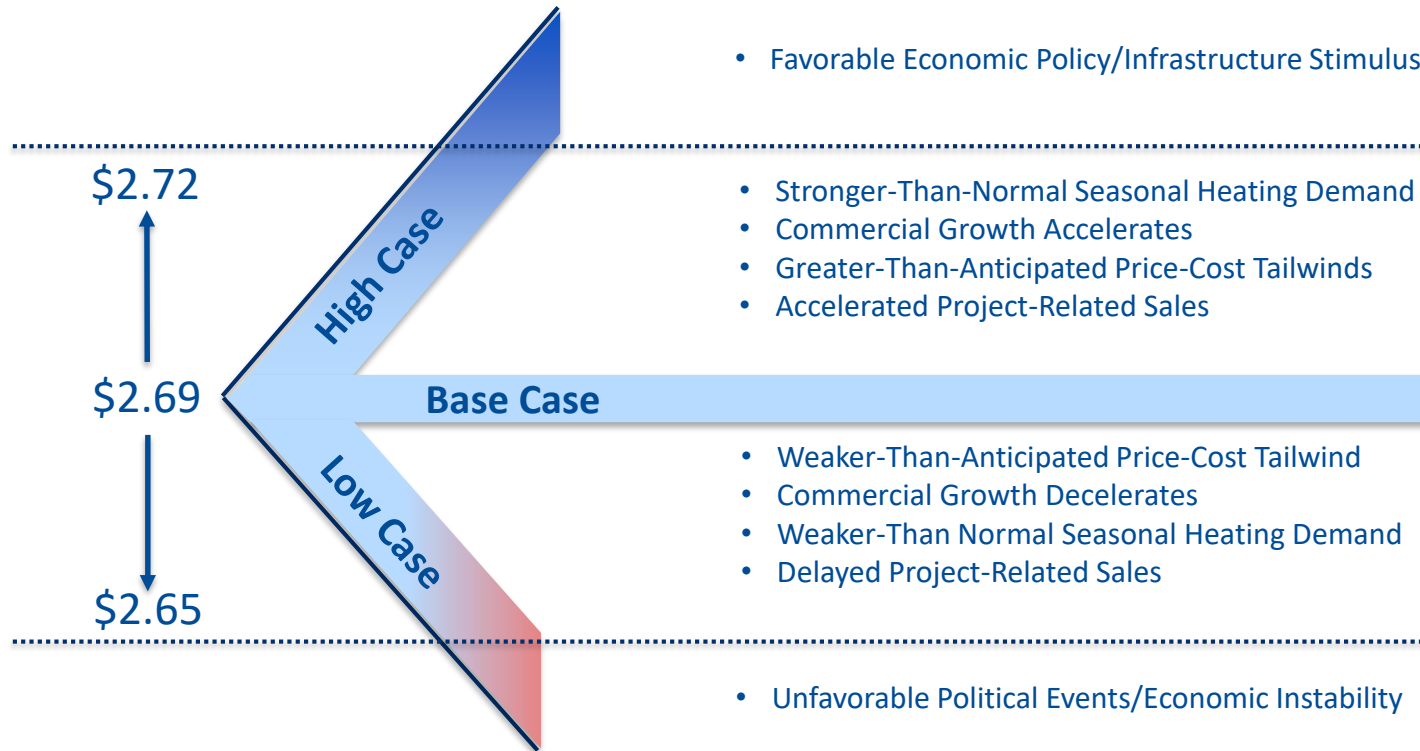 • Favorable Economic Policy/Infrastructure Stimulus
$2.72
• Stronger-Than-Normal Seasonal Heating Demand
• Commercial Growth Accelerates
• Greater-Than-Anticipated Price-Cost Tailwinds
• Accelerated Project-Related Sales
High Case
$2.69
Base Case
• Weaker-Than-Anticipated Price-Cost Tailwind
• Commercial Growth Decelerates
• Weaker-Than Normal Seasonal Heating Demand
• Delayed Project-Related Sales
Low Case
$2.65
• Unfavorable Political Events/Economic Instability